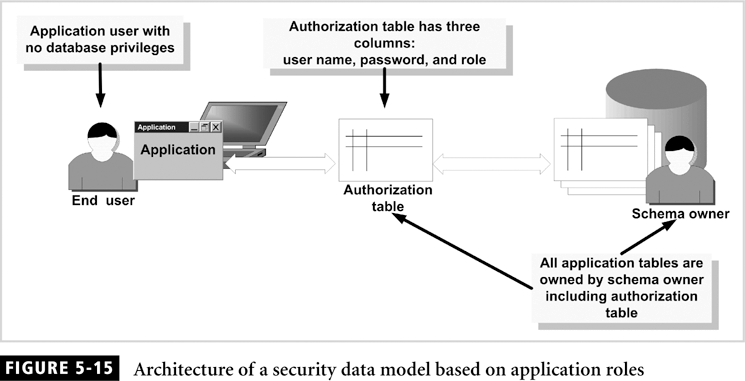 Application user with
no database privileges
Authorization table has three
columns:
user name, password, and role
Application
Application
End user
Authorization
table
Schema owner
All application tables are
owned by schema owner
including authorization
table
FIGURE 5-15 Architecture of a security data model based on application roles